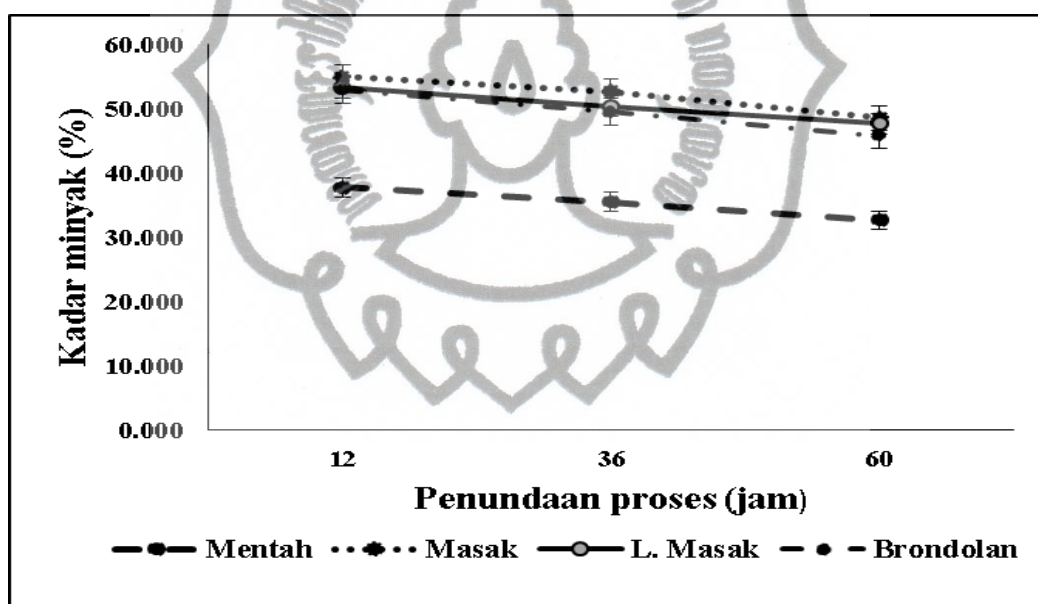 60.000
50.000
40.000
30.000
20.000
10.000
0.000
Kadar minyak (%)
12 36 60
Penundaan proses (jam)
Mentah Masak L. Masak Brondolan